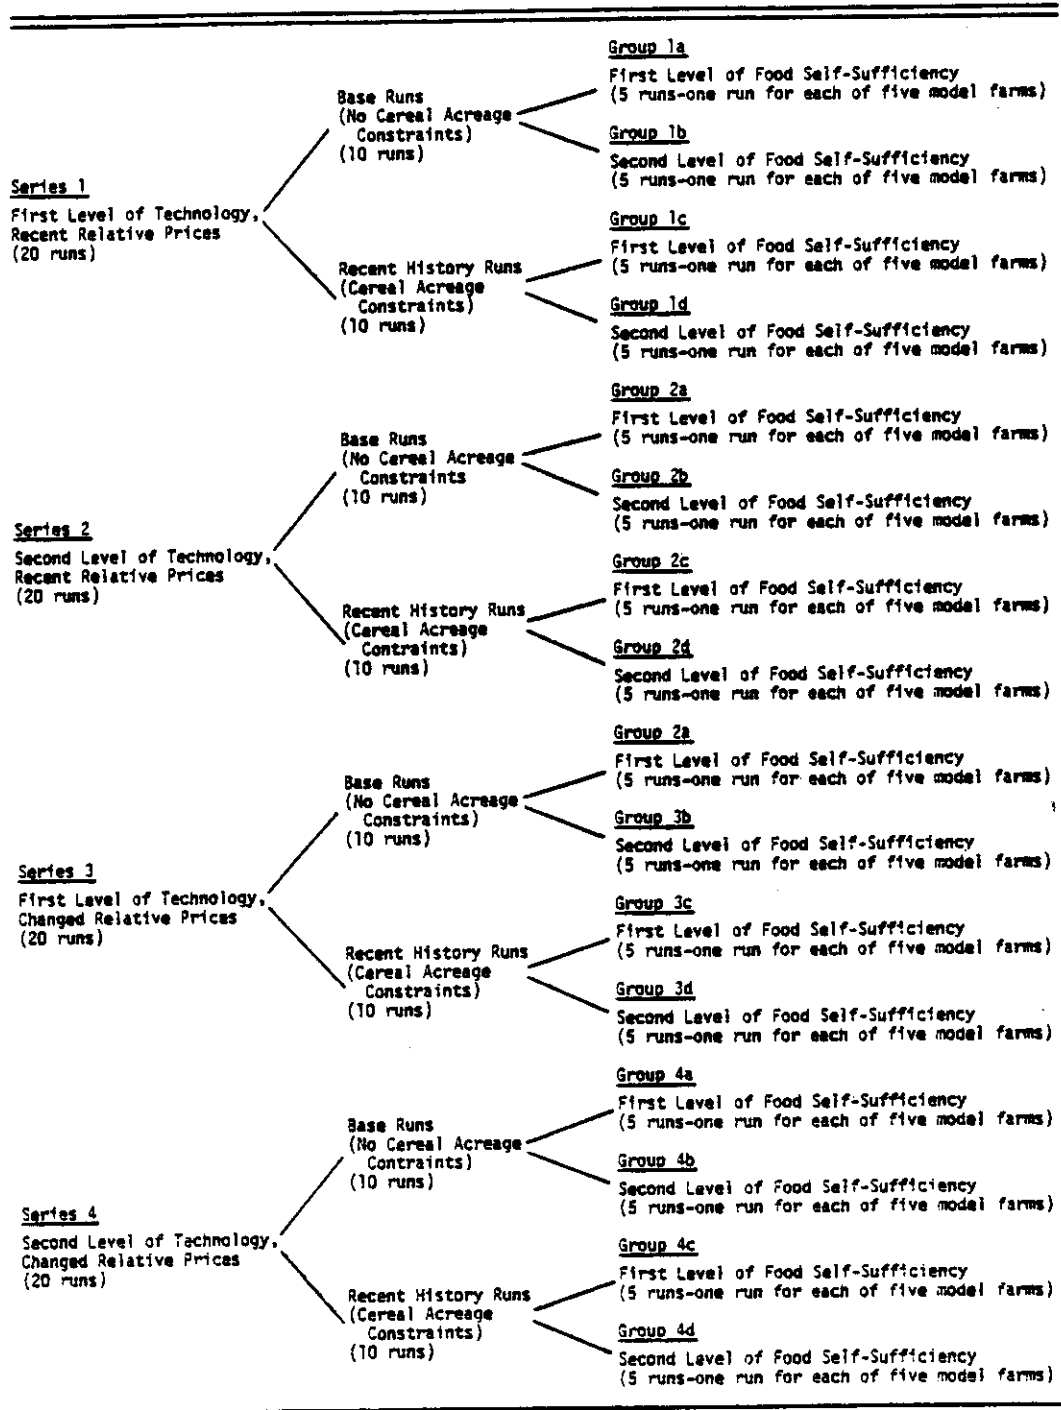 Series 1
First Level of Technology,
Recent Relative Prices
(20 runs)
Base Runs
(No Cereal Acreage
Constraints)
(10 runs)
Group 1a
First Level of Food Self-Sufficiency
(5 runs-one run for each of five model farms)
Group 1b
Second Level of Food Self-Sufficiency
(5 runs-one run for each of five model farms)
Recent History Runs
(Cereal Acreage
Constraints)
(10 runs)
Group 1c
First Level of Food Self-Sufficiency
(5 runs-one run for each of five model farms)
Group 1d
Second Level of Food Self-Sufficiency
(5 runs-one run for each of five model farms)
Series 2
Second Level of Technology,
Recent Relative Prices
(20 runs)
Base Runs
(No Cereal Acreage
Constraints
(10 runs)
Group 2a
First Level of Food Self-Sufficiency
(5 runs-one run for each of five model farms)
Group 2b
Second Level of Food Self-Sufficiency
(5 runs-one run for each of five model farms)
Recent History Runs
(Cereal Acreage
Contraints)
(10 runs)
Group 2c
First Level of Food Self-Sufficiency
(5 runs-one run for each of five model farms)
Group 2d
Second Level of Food Self-Sufficiency
(5 runs-one run for each of five model farms)
Series 3
First Level of Technology,
Changed Relative Prices
(20 runs)
Base Runs
(No Cereal Acreage
Constraints)
(10 runs)
Group 2a
First Level of Food Self-Sufficiency
(5 runs-one run for each of five model farms)
Group 3b
Second Level of Food Self-Sufficiency
(5 runs-one run for each of five model farms)
Recent History Runs
(Cereal Acreage
Constraints)
(10 runs)
Group 3c
First Level of Food Self-Sufficiency
(5 runs-one run for each of five model farms)
Group 3d
Second Level of Food Self-Sufficiency
(5 runs-one run for each of five model farms)
Series 4
Second Level of Technology,
Changed Relative Prices
(20 runs)
Base Runs
(No Cereal Acreage
Contraints)
(10 runs)
Group 4a
First Level of Food Self-Sufficiency
(5 runs-one run for each of five model farms)
Group 4b
Second Level of Food Self-Sufficiency
(5 runs-one run for each of five model farms)
Recent History Runs
(Cereal Acreage
Constraints)
(10 runs)
Group 4c
First Level of Food Self-Sufficiency
(5 runs-one run for each of five model farms)
Group 4d
Second Level of Food Self-Sufficiency
(5 runs-one run for each of five model farms)